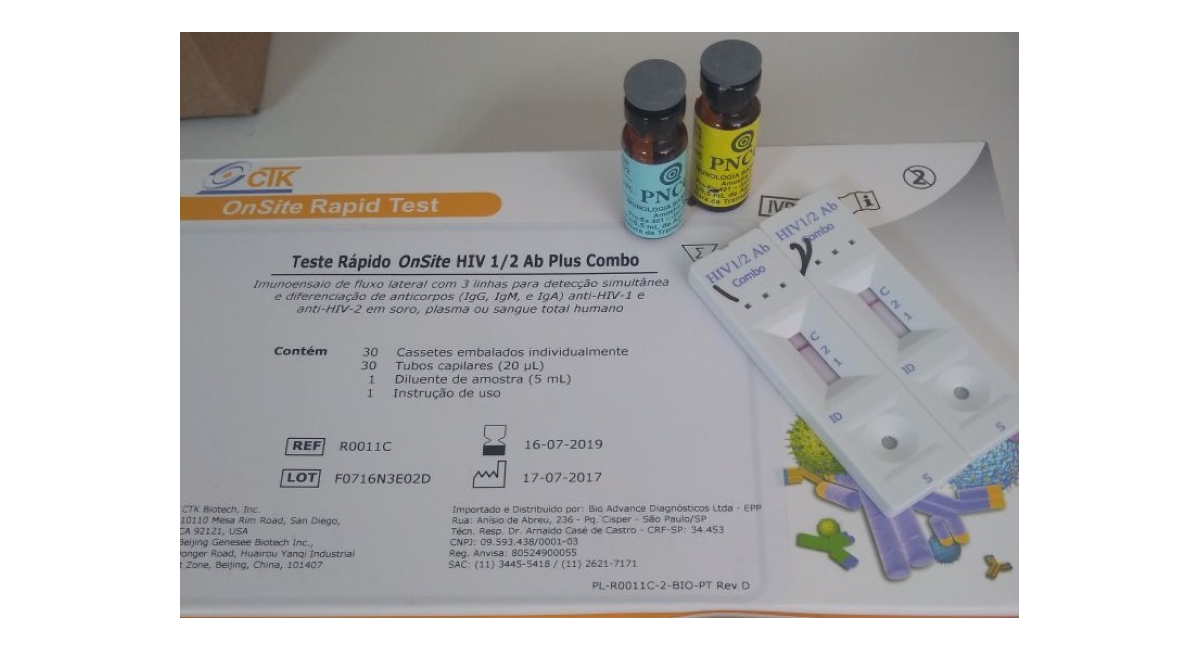 CTK
OnSite Rapid Test
Teste Rápido OnSite HIV 1/2 Ab Plus Combo
Imunoensaio de fluxo lateral com 3 linhas para detecção simultânea
e diferenciação de anticorpos (IgG, IgM, e IgA) anti-HIV-1 e
anti-HIV-2 em soro, plasma ou sangue total humano
Contém 30 Cassetes embalados individualmente
30 Tubos capilares (20 µL)
1 Diluente de amostra (5 mL)
1 Instrução de uso
REF R0011C 16-07-2019
LOT F0716N3E02D 17-07-2017
CTK Biotech, Inc.
10110 Mesa Rim Road, San Diego,
CA 92121, USA
Beijing Genesee Biotech Inc.,
Road, Huairou Yanqi Industrial
Zone, Beijing, China, 101407
Importado e Distribuído por: Bio Advance Diagnósticos Ltda - EPP
Rua: Anísio de Abreu, 236 - Pq. Cisper - São Paulo/SP
Técn. Resp. Dr. Arnaldo Casé de Castro - CRF-SP: 34.453
CNPJ: 09.593.438/0001-03
Reg. Anvisa: 80524900055
SAC: (11) 3445-5418 / (11) 2621-7171
PL-R0011C-2-BIO-PT Rev D
PNC
PNC
HIV 1/2 Ab
Combo
C
2
1
ID
S
HIV 1/2 Ab
Combo
C
2
1
ID
S